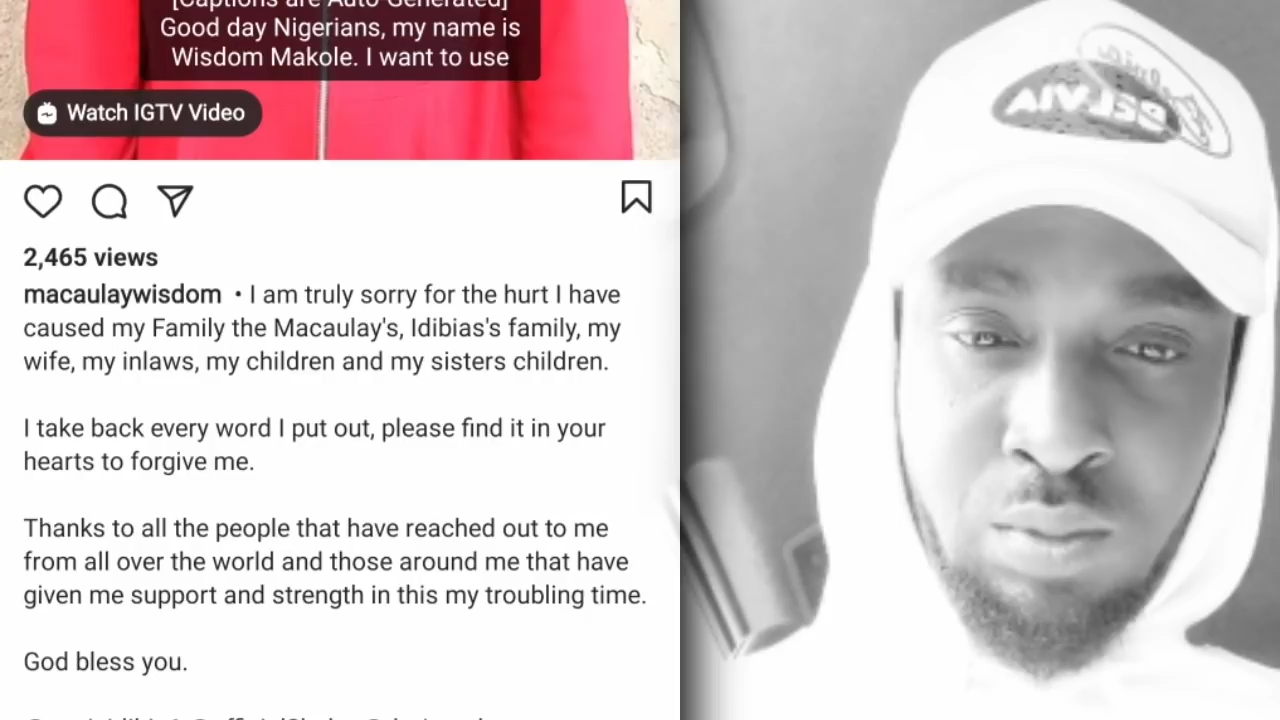 [Captions are Auto-Generated]
Good day Nigerians, my name is
Wisdom Makole. I want to use
Watch IGTV Video
2,465 views
macaulaywisdom • I am truly sorry for the hurt I have
caused my Family the Macaulay's, Idibias's family, my
wife, my inlaws, my children and my sisters children.
I take back every word I put out, please find it in your
hearts to forgive me.
Thanks to all the people that have reached out to me
from all over the world and those around me that have
given me support and strength in this my troubling time.
God bless you.